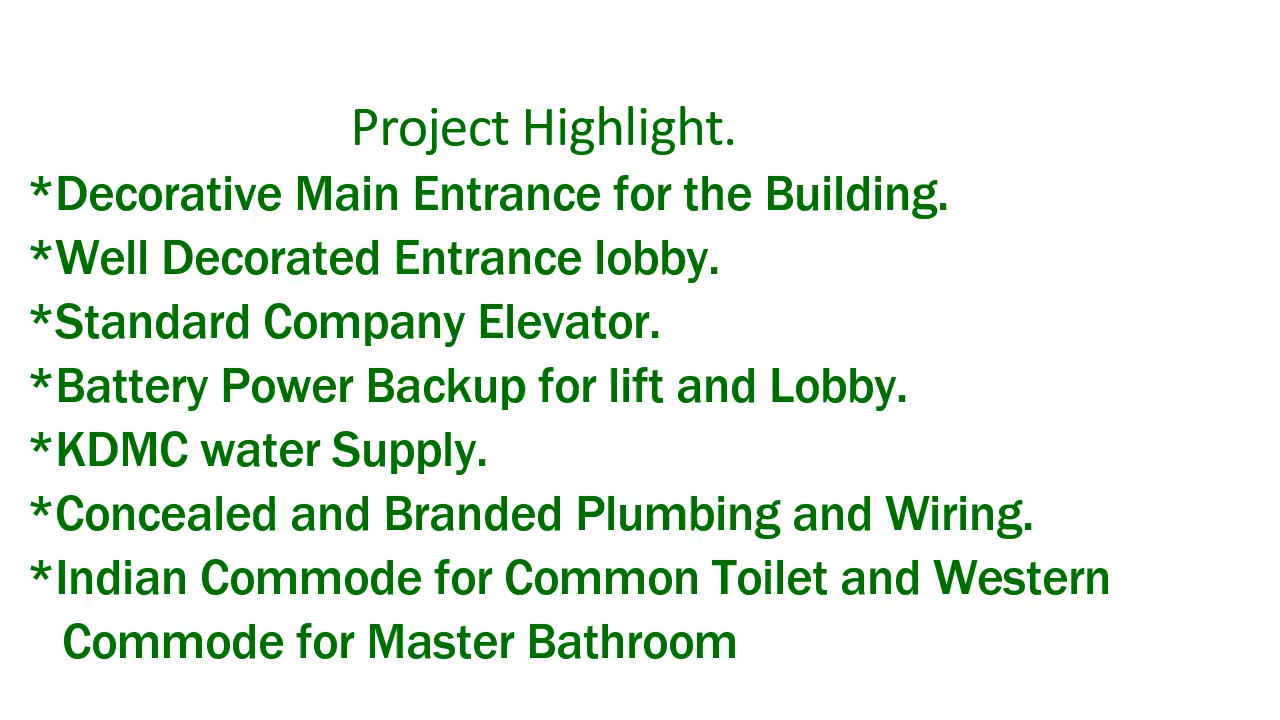 Project Highlight.
*Decorative Main Entrance for the Building.
*Well Decorated Entrance lobby.
*Standard Company Elevator.
*Battery Power Backup for lift and Lobby.
*KDMC water Supply.
*Concealed and Branded Plumbing and Wiring.
*Indian Commode for Common Toilet and Western
Commode for Master Bathroom